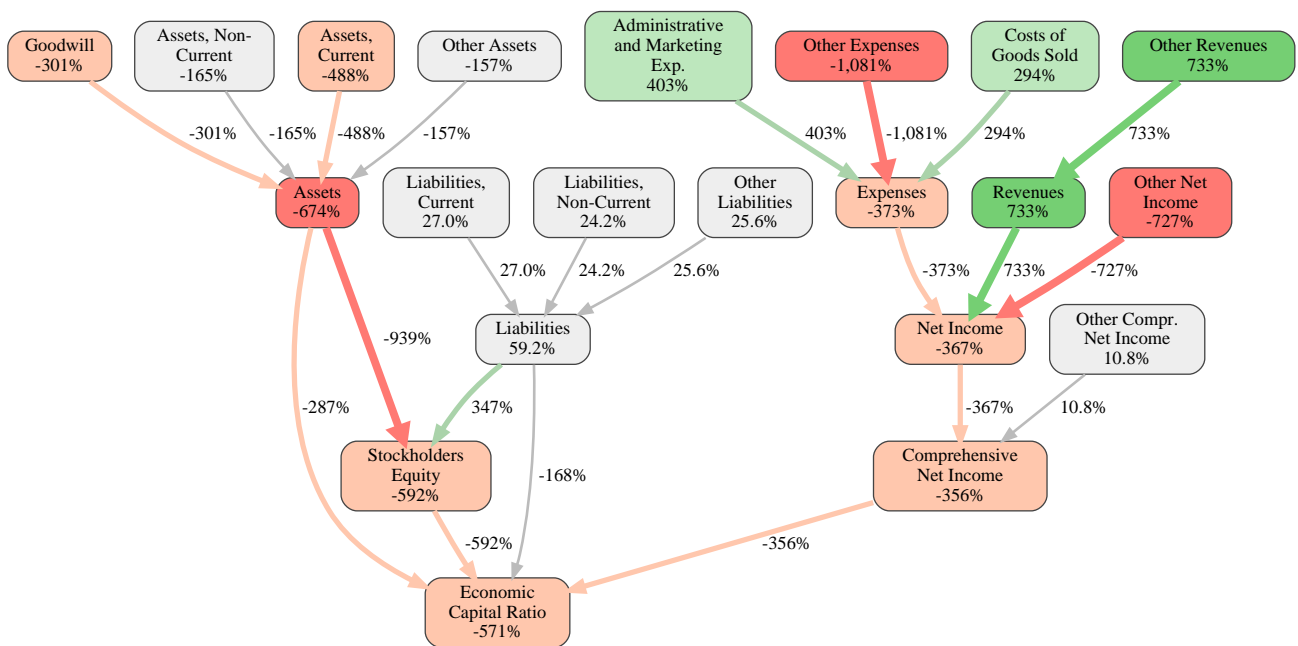 Goodwill
-301%
Assets, Non-
Current
-165%
Assets,
Current
-488%
Other Assets
-157%
Administrative
and Marketing
Exp.
403%
Other Expenses
-1,081%
Costs of
Goods Sold
294%
Other Revenues
733%
-301%
-165%
-488%
-157%
403%
-1,081%
294%
733%
Assets
-674%
Liabilities,
Current
27.0%
Liabilities,
Non-Current
24.2%
Other
Liabilities
25.6%
Expenses
-373%
Revenues
733%
Other Net
Income
-727%
27.0%
24.2%
25.6%
-373%
733%
-727%
-939%
Liabilities
59.2%
Net Income
-367%
Other Compr.
Net Income
10.8%
-287%
347%
-367%
10.8%
Stockholders
Equity
-592%
-168%
Comprehensive
Net Income
-356%
-592%
-356%
Economic
Capital Ratio
-571%